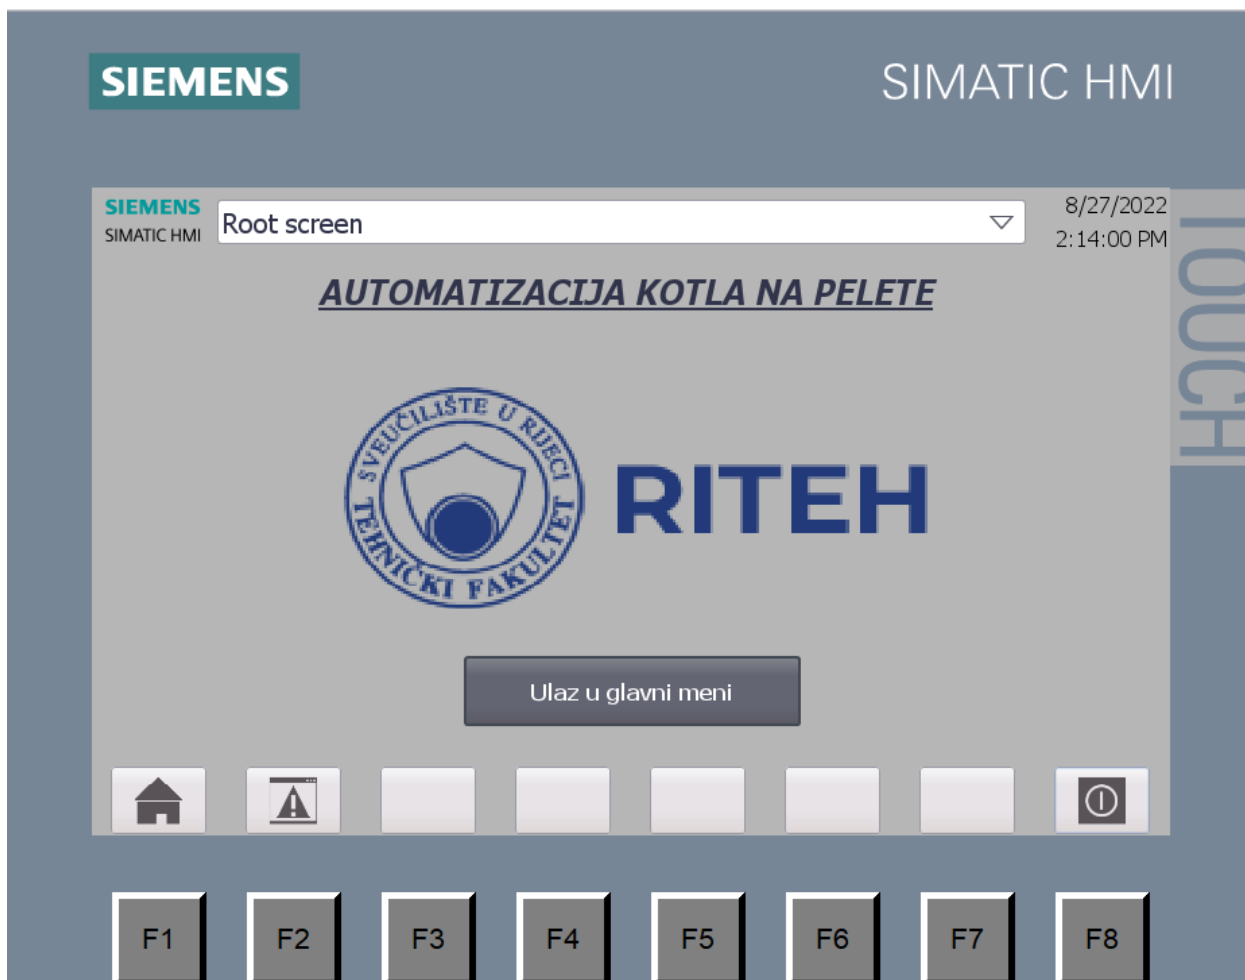 SIEMENS
SIMATIC HMI
SIEMENS
SIMATIC HMI
Root screen
8/27/2022
2:14:00 PM
TOUCH
AUTOMATIZACIJA KOTLA NA PELETE
SVEUČILIŠTE U RIJECI
TEHNIČKI FAKULTET
RITEH
Ulaz u glavni meni
F1 F2 F3 F4 F5 F6 F7 F8